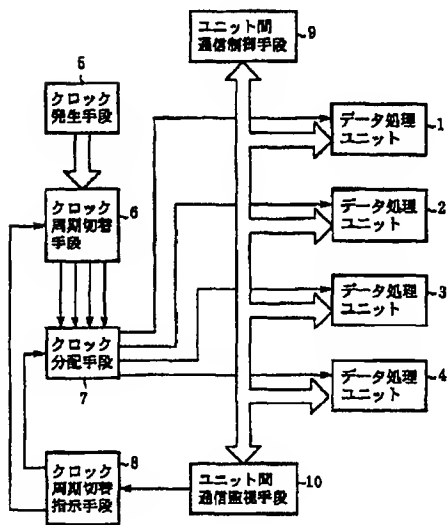 ユニット間
通信制御手段
9
5
クロック
発生手段
データ処理
ユニット
1
6
クロック
周期切替
手段
データ処理
ユニット
2
データ処理
ユニット
3
クロック
分配手段
7
データ処理
ユニット
4
8
クロック
周期切替
指示手段
ユニット間
通信監視手段
10